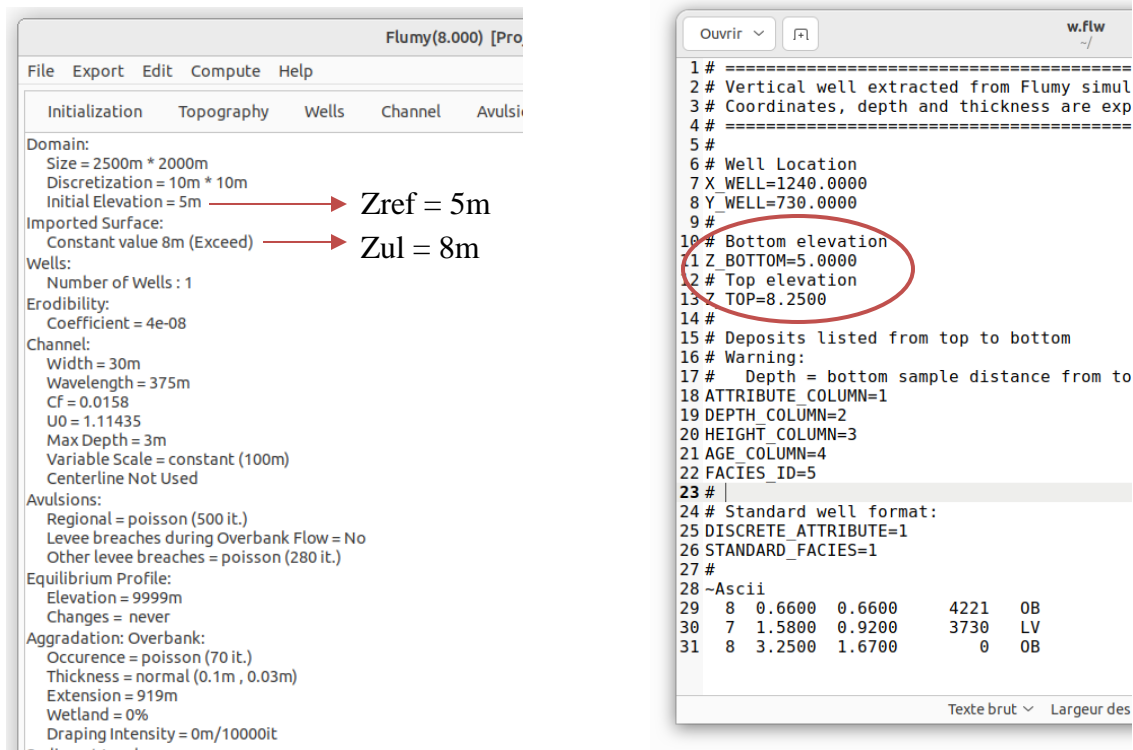 Flumy(8.000) [Pro
File Export Edit Compute Help
Initialization Topography Wells Channel Avulsi
Domain:
Size = 2500m * 2000m
Discretization = 10m * 10m
Initial Elevation = 5m
Imported Surface:
Constant value 8m (Exceed)
Wells:
Number of Wells : 1
Erodibility:
Coefficient = 4e-08
Channel:
Width = 30m
Wavelength = 375m
Cf = 0.0158
U0 = 1.11435
Max Depth = 3m
Variable Scale = constant (100m)
Centerline Not Used
Avulsions:
Regional = poisson (500 it.)
Levee breaches during Overbank Flow = No
Other levee breaches = poisson (280 it.)
Equilibrium Profile:
Elevation = 9999m
Changes = never
Aggradation: Overbank:
Occurence = poisson (70 it.)
Thickness = normal (0.1m , 0.03m)
Extension = 919m
Wetland = 0%
Draping Intensity = 0m/10000it
Zref = 5m
Zul = 8m
Ouvrir
w.flw
~/
1 # ========================================
2 # Vertical well extracted from Flumy simul
3 # Coordinates, depth and thickness are exp
4 # ========================================
5 #
6 # Well Location
7 X_WELL=1240.0000
8 Y_WELL=730.0000
9 #
10 # Bottom elevation
11 Z_BOTTOM=5.0000
12 # Top elevation
13 Z_TOP=8.2500
14 #
15 # Deposits listed from top to bottom
16 # Warning:
17 # Depth = bottom sample distance from to
18 ATTRIBUTE_COLUMN=1
19 DEPTH_COLUMN=2
20 HEIGHT_COLUMN=3
21 AGE_COLUMN=4
22 FACIES_ID=5
23 #
24 # Standard well format:
25 DISCRETE_ATTRIBUTE=1
26 STANDARD_FACIES=1
27 #
28 ~Ascii
29 8 0.6600 0.6600 4221 OB
30 7 1.5800 0.9200 3730 LV
31 8 3.2500 1.6700 0 OB
Texte brut Largeur des